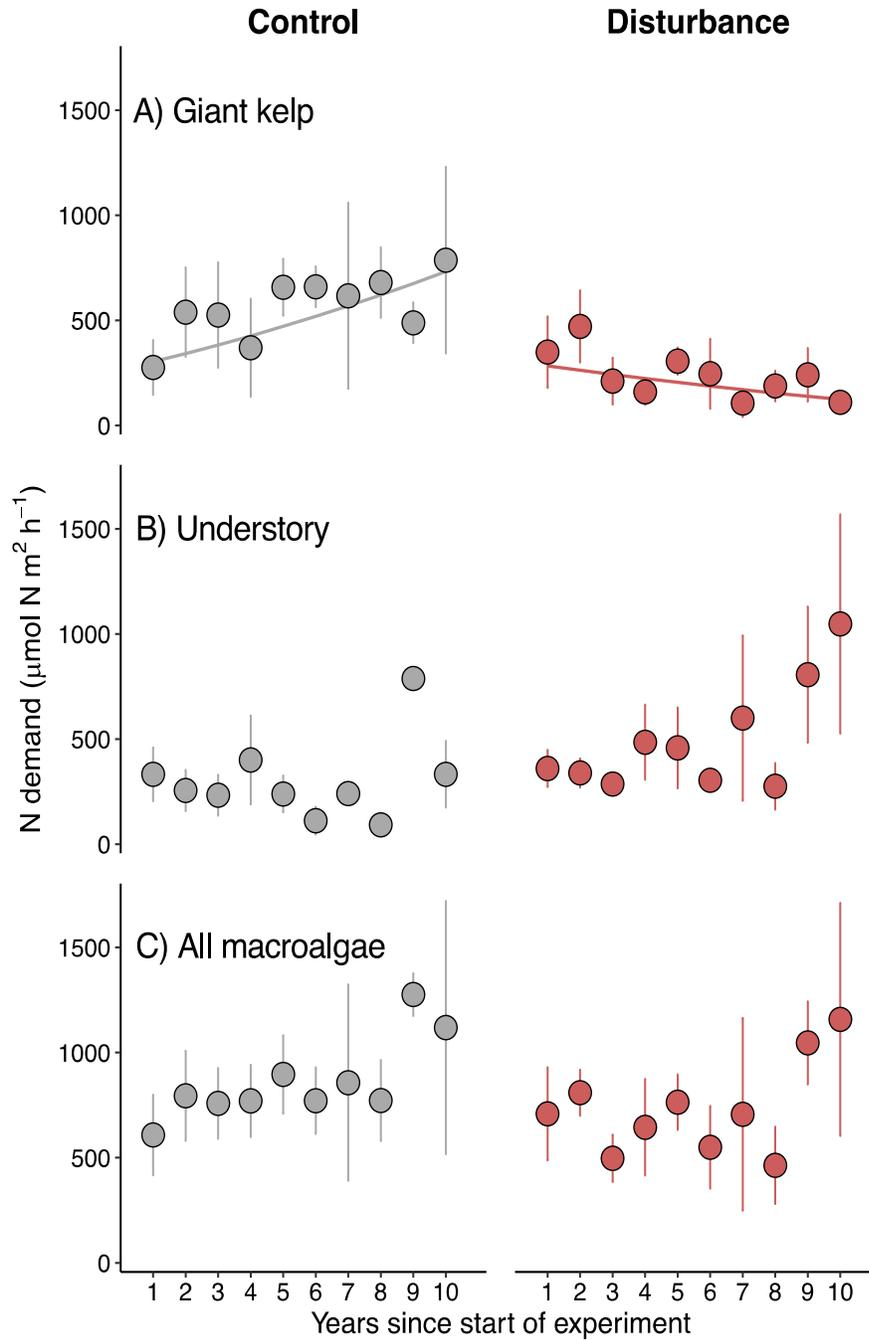 Control Disturbance
A) Giant kelp
1500
1000
500
0
B) Understory
1500
1000
500
0
C) All macroalgae
1500
1000
500
0
N demand (μmol N m² h⁻¹)
1 2 3 4 5 6 7 8 9 10 1 2 3 4 5 6 7 8 9 10
Years since start of experiment